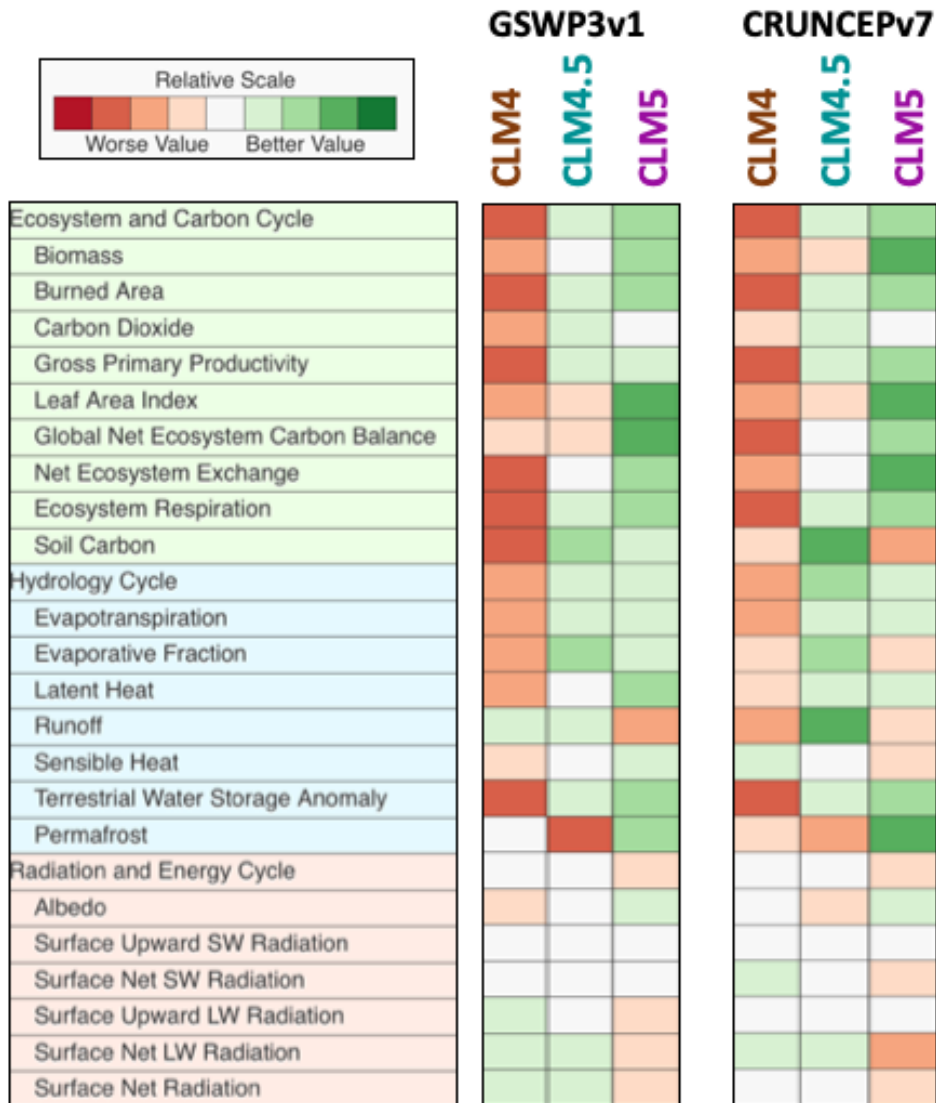 GSWP3v1 CRUNCEPv7
Relative Scale
Worse Value Better Value
CLM4 CLM4.5 CLM5 CLM4 CLM4.5 CLM5
Ecosystem and Carbon Cycle
Biomass
Burned Area
Carbon Dioxide
Gross Primary Productivity
Leaf Area Index
Global Net Ecosystem Carbon Balance
Net Ecosystem Exchange
Ecosystem Respiration
Soil Carbon
Hydrology Cycle
Evapotranspiration
Evaporative Fraction
Latent Heat
Runoff
Sensible Heat
Terrestrial Water Storage Anomaly
Permafrost
Radiation and Energy Cycle
Albedo
Surface Upward SW Radiation
Surface Net SW Radiation
Surface Upward LW Radiation
Surface Net LW Radiation
Surface Net Radiation